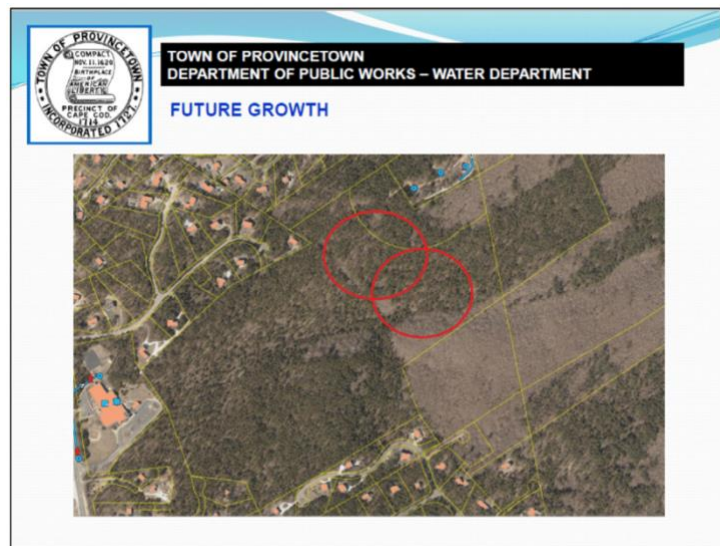 TOWN OF PROVINCETOWN
INCORPORATED 1727.
COMPACT
NOV. 11. 1620
BIRTHPLACE
OF
AMERICAN
LIBERTY.
PRECINCT OF
CAPE COD.
1714
TOWN OF PROVINCETOWN
DEPARTMENT OF PUBLIC WORKS – WATER DEPARTMENT
FUTURE GROWTH